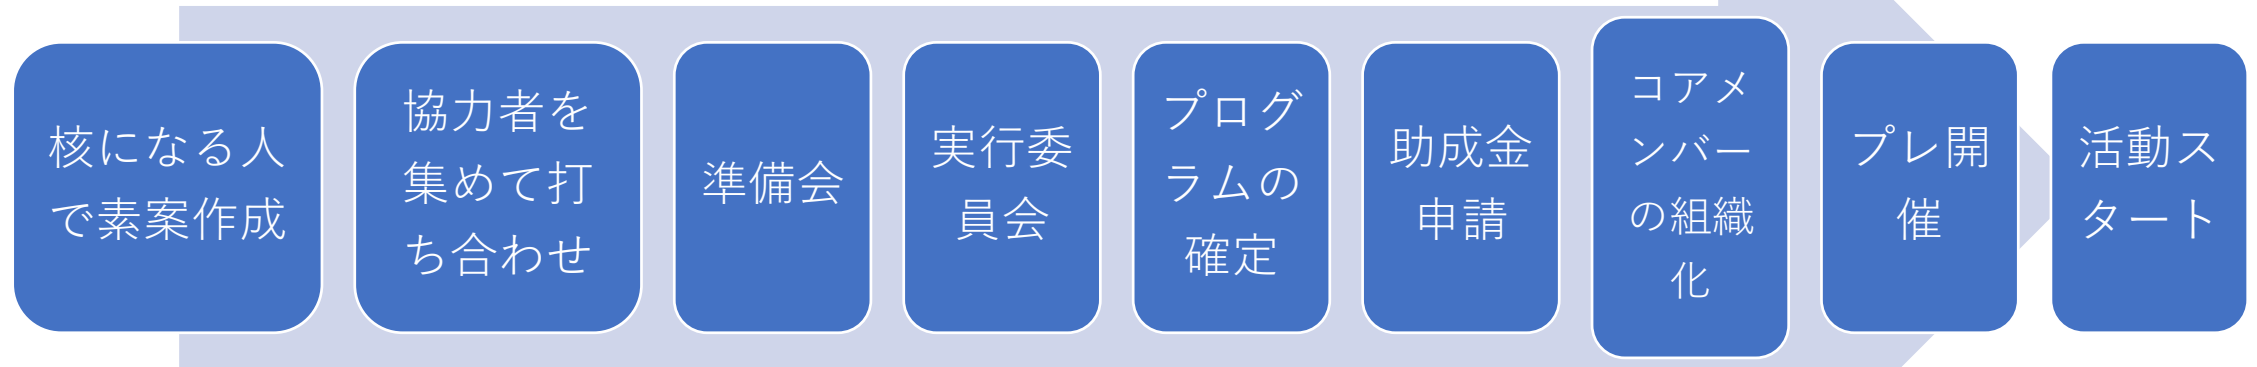 核になる人
で素案作成
協力者を
集めて打
ち合わせ
準備会
実行委
員会
プログ
ラムの
確定
助成金
申請
コアメ
ンバー
の組織
化
プレ開
催
活動ス
タート